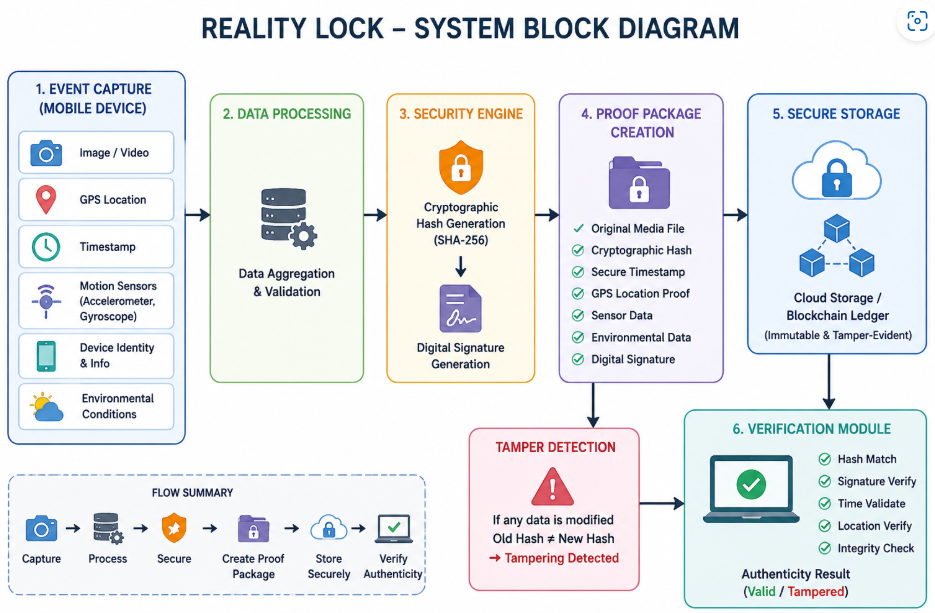 REALITY LOCK – SYSTEM BLOCK DIAGRAM
1. EVENT CAPTURE
(MOBILE DEVICE)
Image / Video
GPS Location
Timestamp
Motion Sensors
(Accelerometer,
Gyroscope)
Device Identity
& Info
Environmental
Conditions
2. DATA PROCESSING
Data Aggregation
& Validation
3. SECURITY ENGINE
Cryptographic
Hash Generation
(SHA-256)
Digital Signature
Generation
4. PROOF PACKAGE
CREATION
Original Media File
Cryptographic Hash
Secure Timestamp
GPS Location Proof
Sensor Data
Environmental Data
Digital Signature
5. SECURE STORAGE
Cloud Storage /
Blockchain Ledger
(Immutable & Tamper-Evident)
TAMPER DETECTION
If any data is modified
Old Hash ≠ New Hash
→ Tampering Detected
6. VERIFICATION MODULE
Hash Match
Signature Verify
Time Validate
Location Verify
Integrity Check
Authenticity Result
(Valid / Tampered)
FLOW SUMMARY
Capture
Process
Secure
Create Proof
Package
Store
Securely
Verify
Authenticity